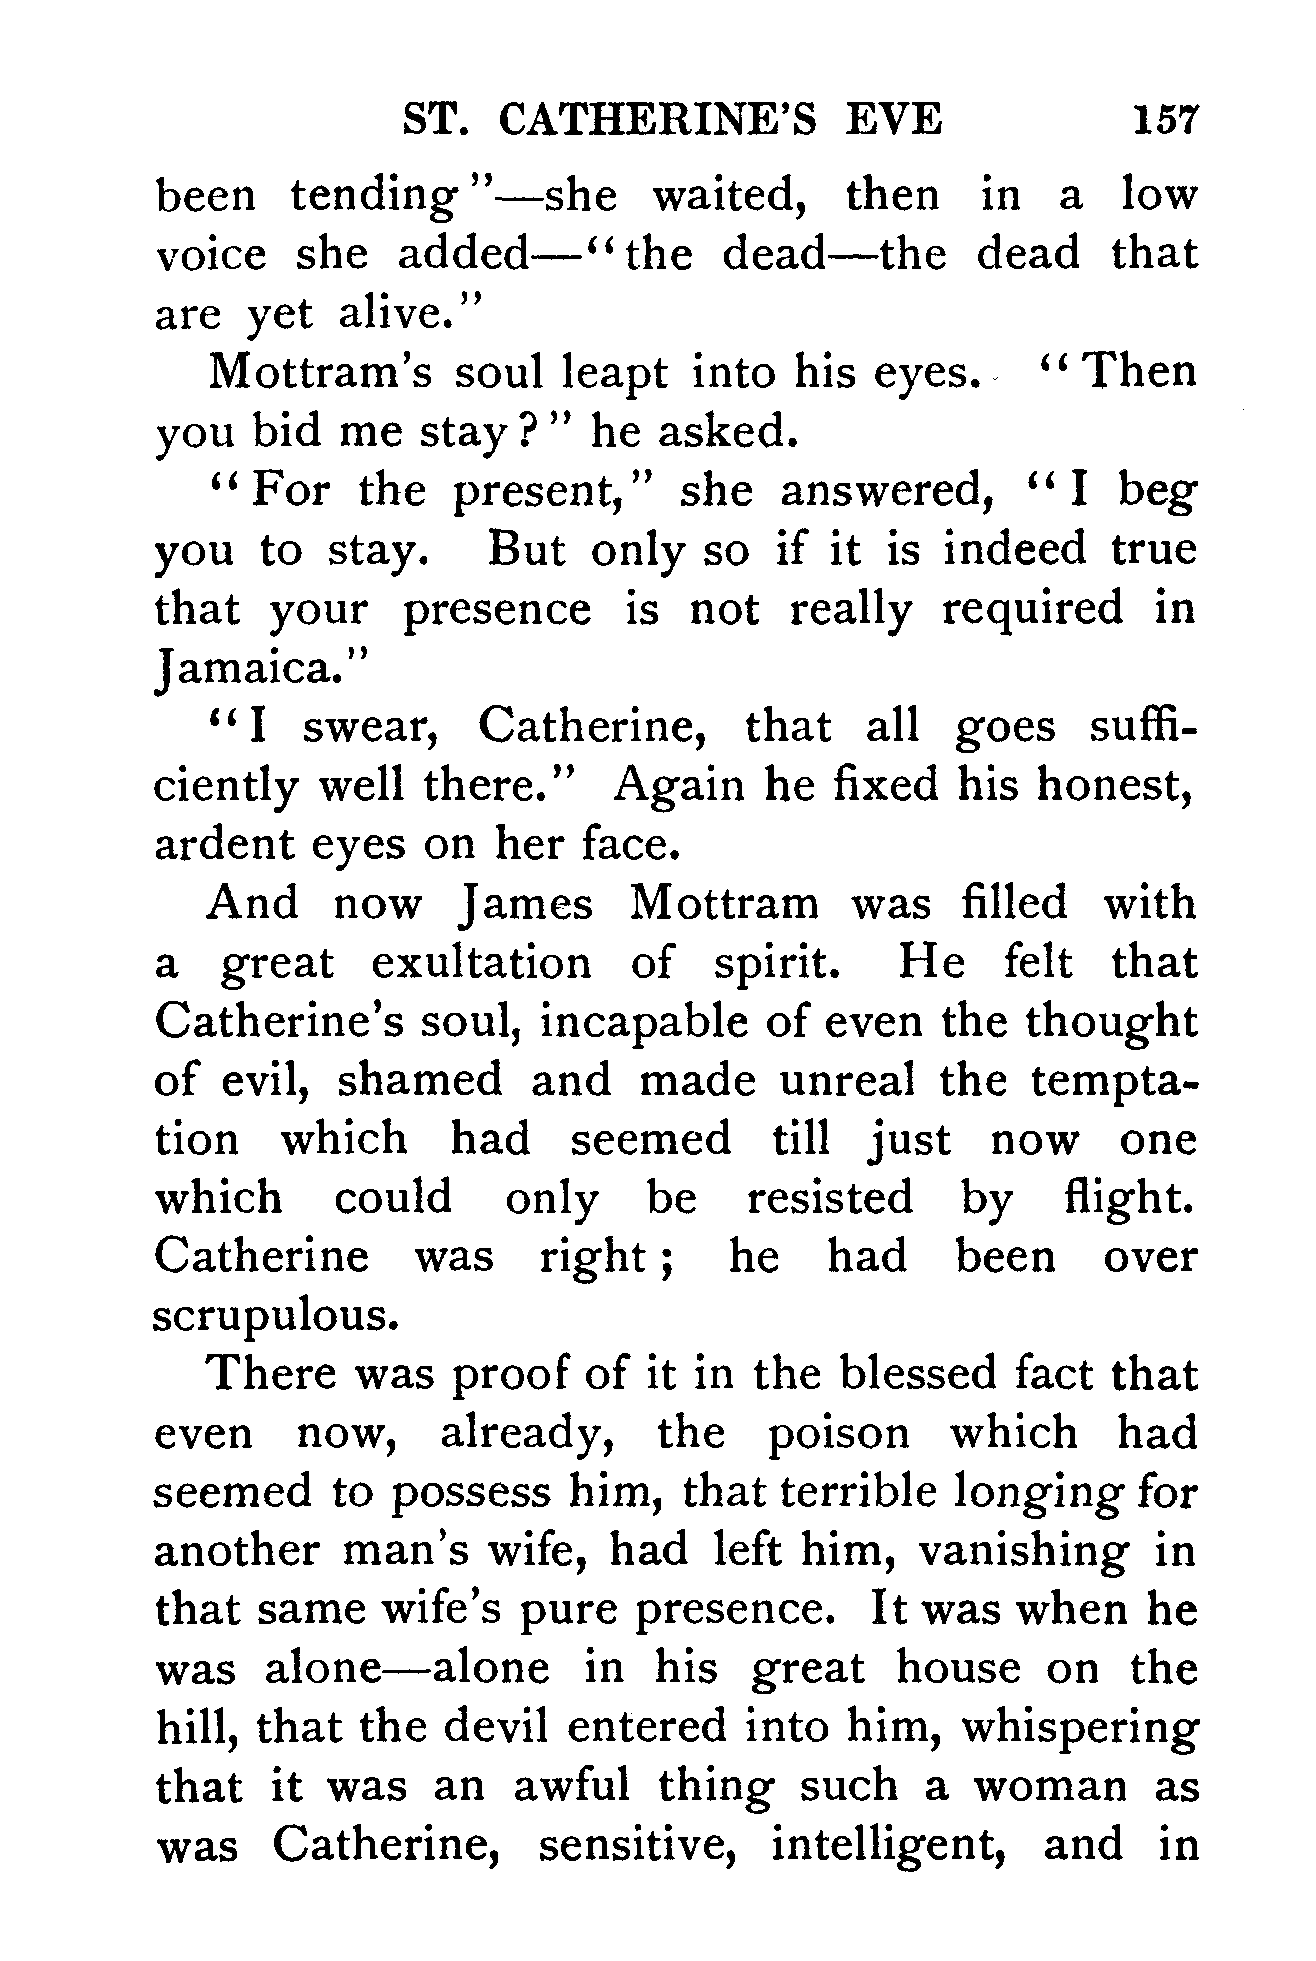 ST. CATHERINE'S EVE 157
been tending"—she waited, then in a low
voice she added—"the dead—the dead that
are yet alive."
Mottram's soul leapt into his eyes. "Then
you bid me stay?" he asked.
"For the present," she answered, "I beg
you to stay. But only so if it is indeed true
that your presence is not really required in
Jamaica."
"I swear, Catherine, that all goes suffi-
ciently well there." Again he fixed his honest,
ardent eyes on her face.
And now James Mottram was filled with
a great exultation of spirit. He felt that
Catherine's soul, incapable of even the thought
of evil, shamed and made unreal the tempta-
tion which had seemed till just now one
which could only be resisted by flight.
Catherine was right; he had been over
scrupulous.
There was proof of it in the blessed fact that
even now, already, the poison which had
seemed to possess him, that terrible longing for
another man's wife, had left him, vanishing in
that same wife's pure presence. It was when he
was alone—alone in his great house on the
hill, that the devil entered into him, whispering
that it was an awful thing such a woman as
was Catherine, sensitive, intelligent, and in